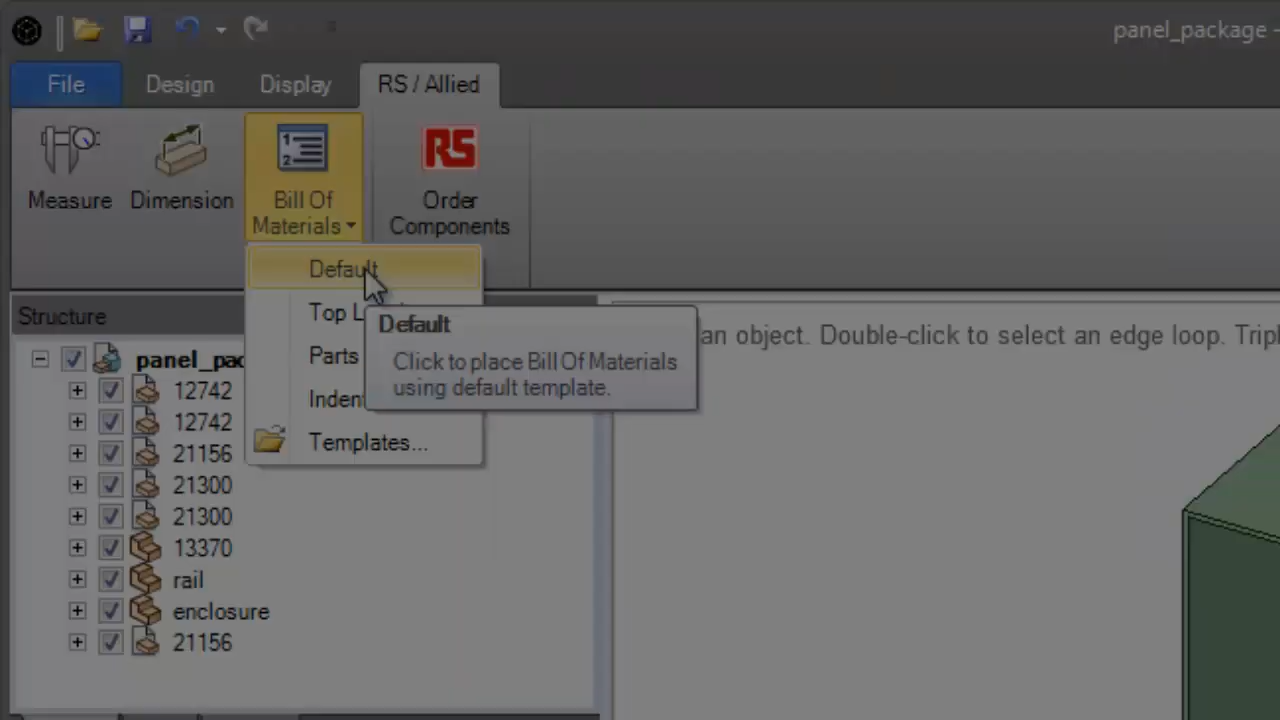 panel_package -
File Design Display RS / Allied
Measure Dimension Bill Of Materials RS Order Components
Default
Top L
Parts
Indent
Templates...
Default
Click to place Bill Of Materials
using default template.
Structure
an object. Double-click to select an edge loop. Tripl
panel_pac
12742
12742
21156
21300
21300
13370
rail
enclosure
21156